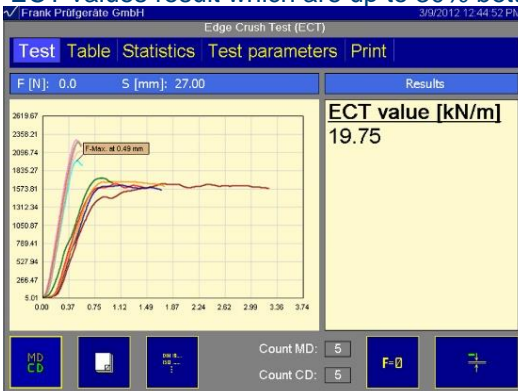 ECT values result which are up to 30% bet
Frank Prüfgeräte GmbH 3/9/2012 12:44:52 PM
Edge Crush Test (ECT)
Test Table Statistics Test parameters Print
F [N]: 0.0 S [mm]: 27.00 Results
ECT value [kN/m]
19.75
2619.67
2358.21
2096.74
F-Max. at 0.49 mm
1835.27
1573.81
1312.34
1050.87
789.41
527.94
266.47
5.01
0.00 0.37 0.75 1.12 1.49 1.87 2.24 2.62 2.99 3.36 3.74
MD
CD
Count MD: 5
Count CD: 5
F=0